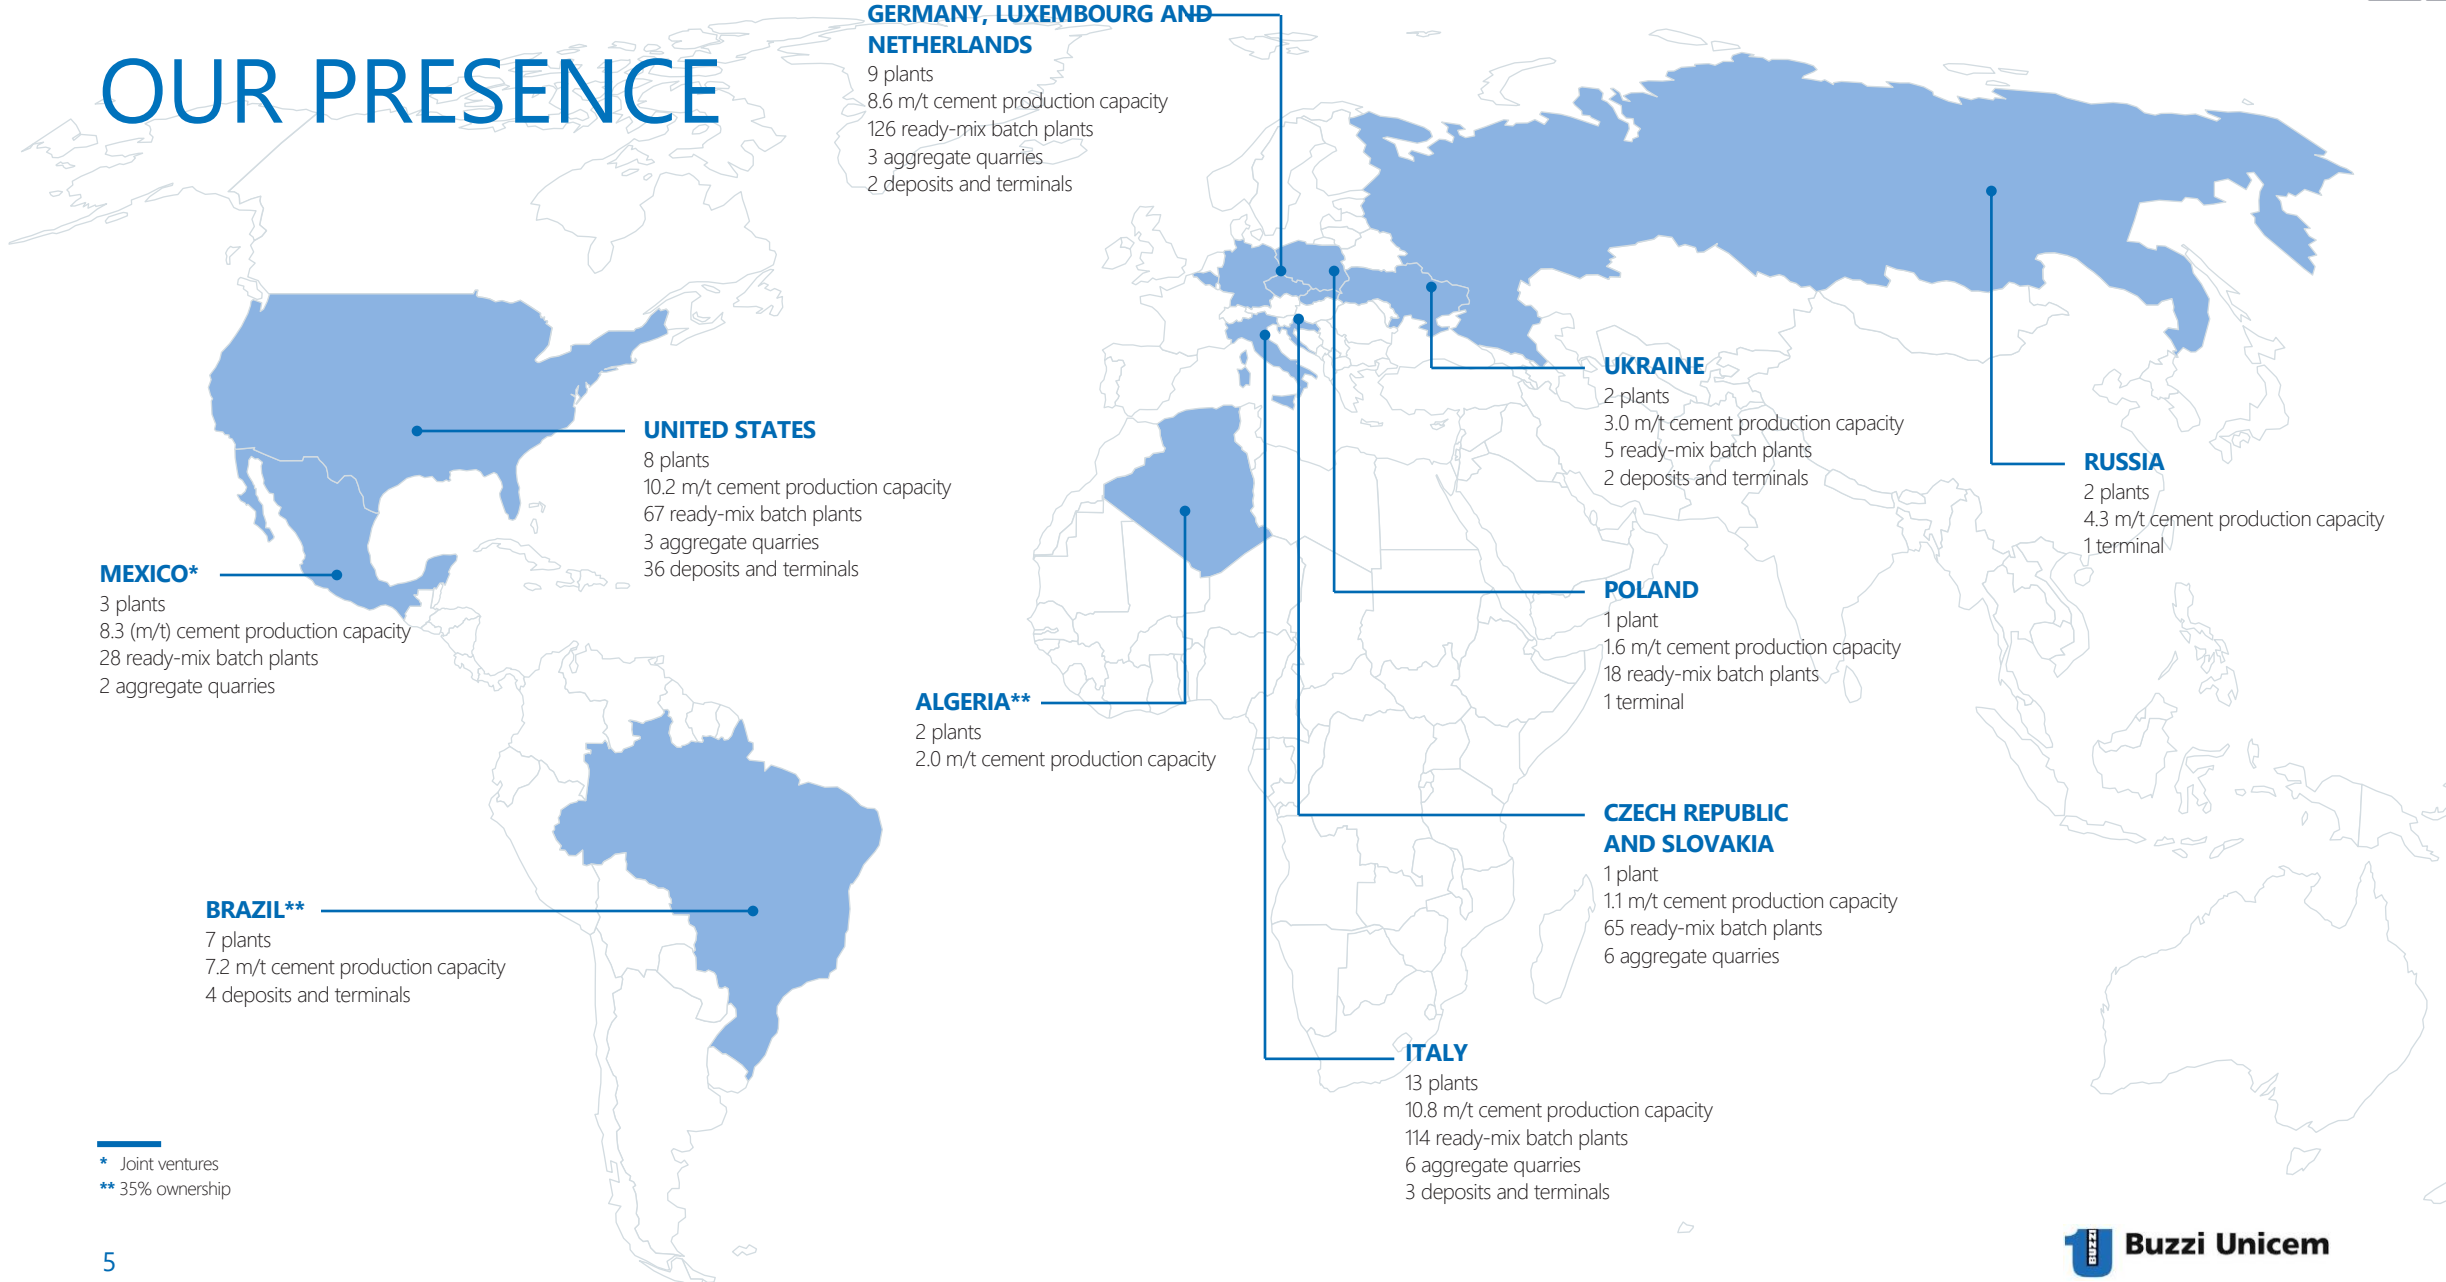 OUR PRESENCE
GERMANY, LUXEMBOURG AND
NETHERLANDS
9 plants
8.6 m/t cement production capacity
126 ready-mix batch plants
3 aggregate quarries
2 deposits and terminals
UNITED STATES
8 plants
10.2 m/t cement production capacity
67 ready-mix batch plants
3 aggregate quarries
36 deposits and terminals
MEXICO*
3 plants
8.3 (m/t) cement production capacity
28 ready-mix batch plants
2 aggregate quarries
BRAZIL**
7 plants
7.2 m/t cement production capacity
4 deposits and terminals
ALGERIA**
2 plants
2.0 m/t cement production capacity
UKRAINE
2 plants
3.0 m/t cement production capacity
5 ready-mix batch plants
2 deposits and terminals
RUSSIA
2 plants
4.3 m/t cement production capacity
1 terminal
POLAND
1 plant
1.6 m/t cement production capacity
18 ready-mix batch plants
1 terminal
CZECH REPUBLIC
AND SLOVAKIA
1 plant
1.1 m/t cement production capacity
65 ready-mix batch plants
6 aggregate quarries
ITALY
13 plants
10.8 m/t cement production capacity
114 ready-mix batch plants
6 aggregate quarries
3 deposits and terminals
* Joint ventures
** 35% ownership
5
BUZZI
Buzzi Unicem